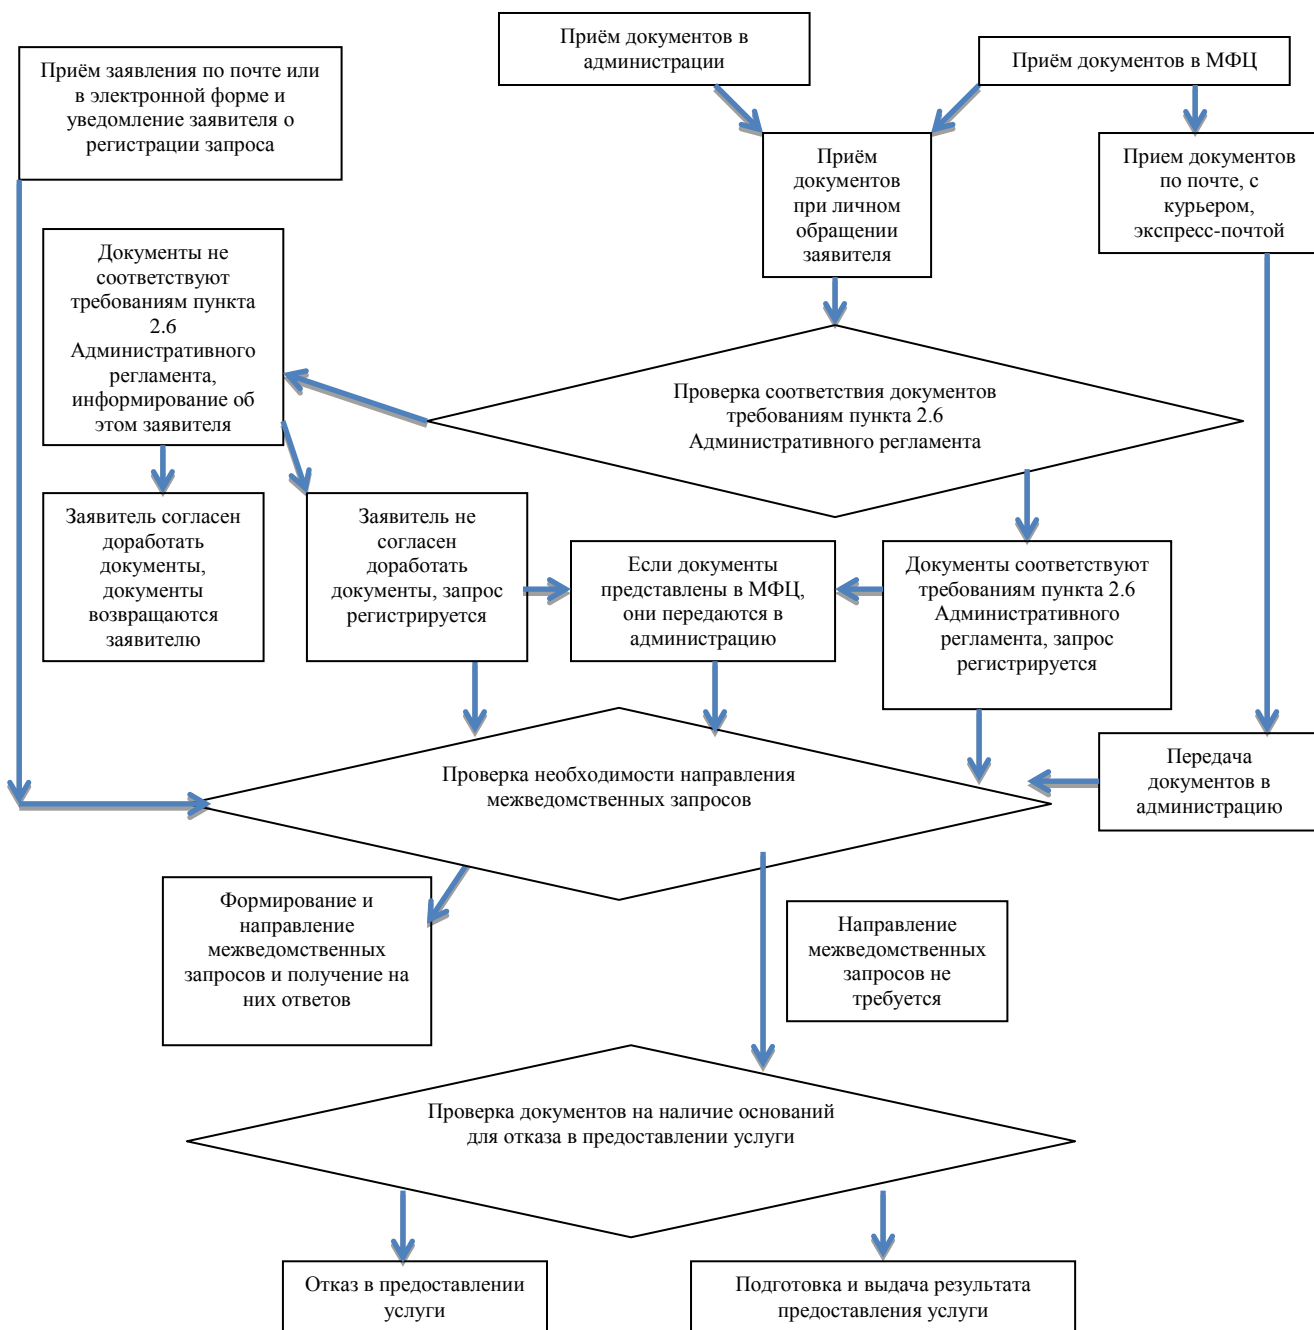 Приём документов в
администрации
Приём документов в МФЦ
Приём заявления по почте или
в электронной форме и
уведомление заявителя о
регистрации запроса
Приём
документов
при личном
обращении
заявителя
Прием документов
по почте, с
курьером,
экспресс-почтой
Документы не
соответствуют
требованиям пункта
2.6
Административного
регламента,
информирование об
этом заявителя
Проверка соответствия документов
требованиям пункта 2.6
Административного регламента
Заявитель согласен
доработать
документы,
документы
возвращаются
заявителю
Заявитель не
согласен
доработать
документы, запрос
регистрируется
Если документы
представлены в МФЦ,
они передаются в
администрацию
Документы соответствуют
требованиям пункта 2.6
Административного
регламента, запрос
регистрируется
Проверка необходимости направления
межведомственных запросов
Передача
документов в
администрацию
Формирование и
направление
межведомственных
запросов и получение на
них ответов
Направление
межведомственных
запросов не
требуется
Проверка документов на наличие оснований
для отказа в предоставлении услуги
Отказ в предоставлении
услуги
Подготовка и выдача результата
предоставления услуги